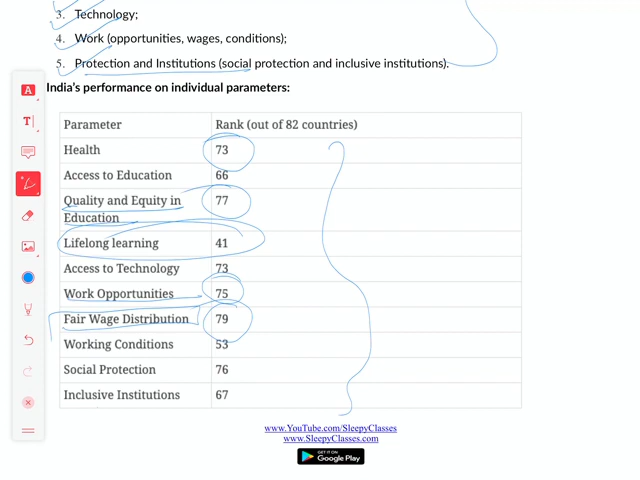 3. Technology;
4. Work (opportunities, wages, conditions);
5. Protection and Institutions (social protection and inclusive institutions).
India's performance on individual parameters:
Parameter Rank (out of 82 countries)
Health 73
Access to Education 66
Quality and Equity in Education 77
Lifelong learning 41
Access to Technology 73
Work Opportunities 75
Fair Wage Distribution 79
Working Conditions 53
Social Protection 76
Inclusive Institutions 67
www.YouTube.com/SleepyClasses
www.SleepyClasses.com
GET IT ON
Google Play
A
T